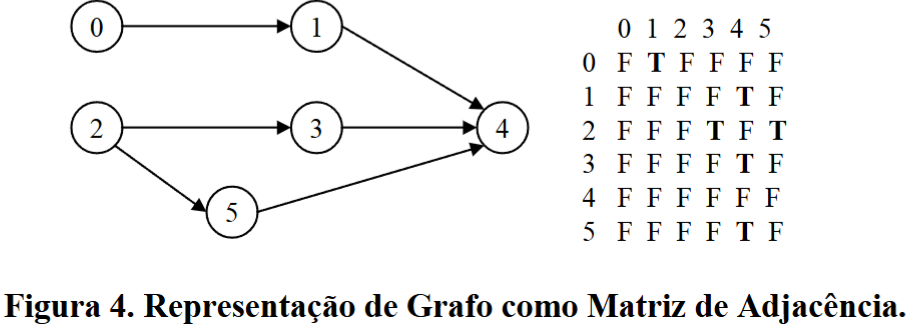 0 1
2 3 4
5
0 1 2 3 4 5
0 F T F F F F
1 F F F F T F
2 F F F T F T
3 F F F F T F
4 F F F F F F
5 F F F F T F
Figura 4. Representação de Grafo como Matriz de Adjacência.